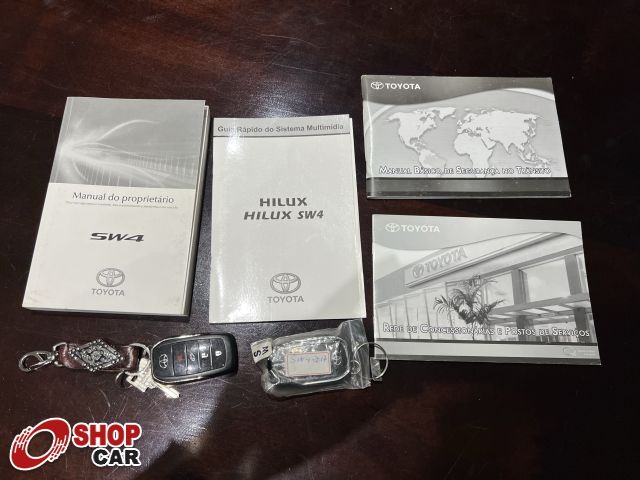 Manual do proprietário
SW4
TOYOTA
Guia Rápido do Sistema Multimídia
HILUX
HILUX SW4
TOYOTA
TOYOTA
MANUAL BÁSICO DE SEGURANÇA NO TRÂNSITO
TOYOTA
TOYOTA
REDE DE CONCESSIONÁRIAS E POSTOS DE SERVIÇOS
SHOP
CAR